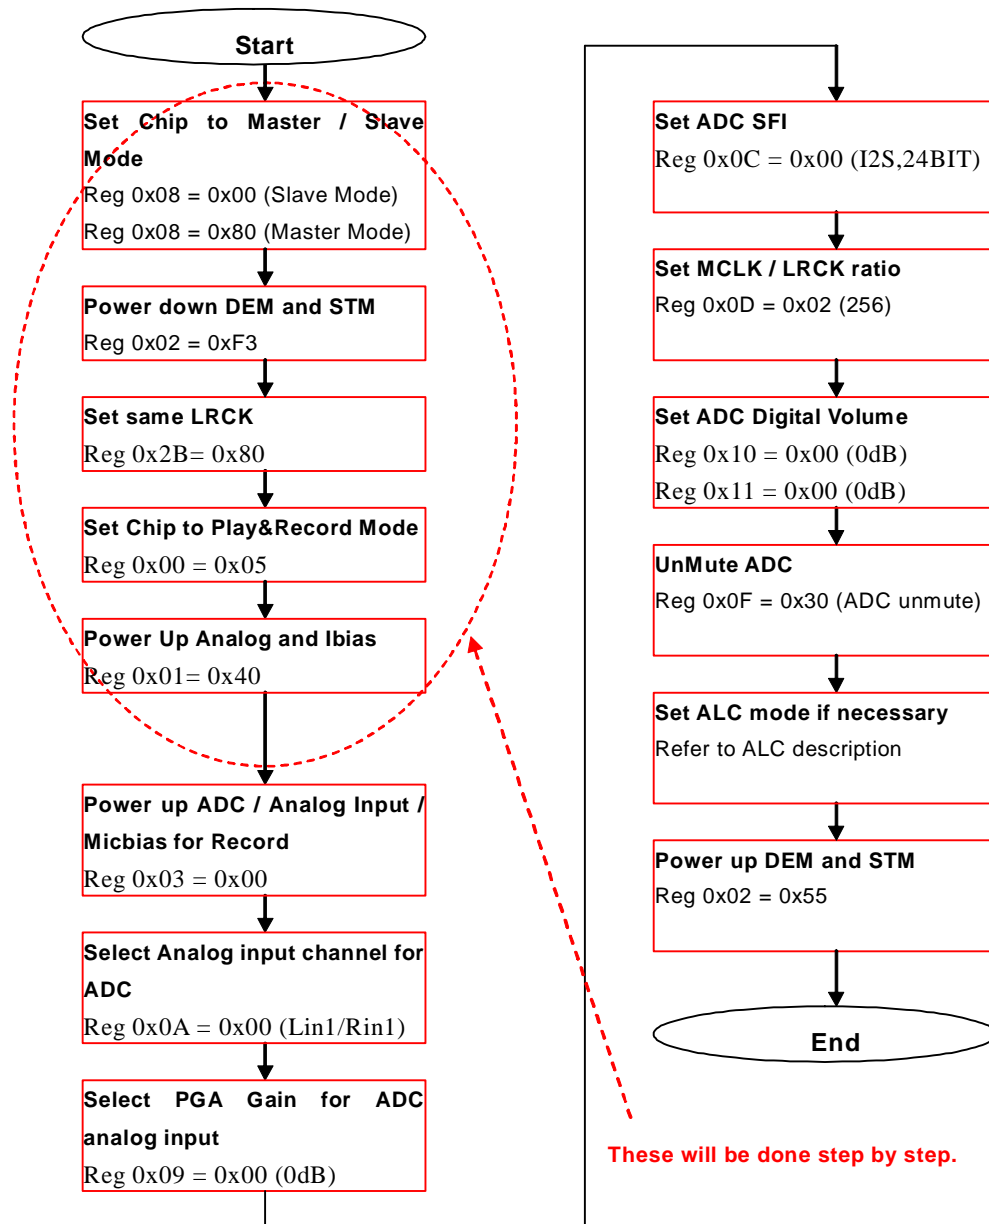 Start
Set Chip to Master / Slave
Mode
Reg 0x08 = 0x00 (Slave Mode)
Reg 0x08 = 0x80 (Master Mode)
Power down DEM and STM
Reg 0x02 = 0xF3
Set same LRCK
Reg 0x2B= 0x80
Set Chip to Play&Record Mode
Reg 0x00 = 0x05
Power Up Analog and Ibias
Reg 0x01= 0x40
Power up ADC / Analog Input /
Micbias for Record
Reg 0x03 = 0x00
Select Analog input channel for
ADC
Reg 0x0A = 0x00 (Lin1/Rin1)
Select PGA Gain for ADC
analog input
Reg 0x09 = 0x00 (0dB)
Set ADC SFI
Reg 0x0C = 0x00 (I2S,24BIT)
Set MCLK / LRCK ratio
Reg 0x0D = 0x02 (256)
Set ADC Digital Volume
Reg 0x10 = 0x00 (0dB)
Reg 0x11 = 0x00 (0dB)
UnMute ADC
Reg 0x0F = 0x30 (ADC unmute)
Set ALC mode if necessary
Refer to ALC description
Power up DEM and STM
Reg 0x02 = 0x55
End
These will be done step by step.